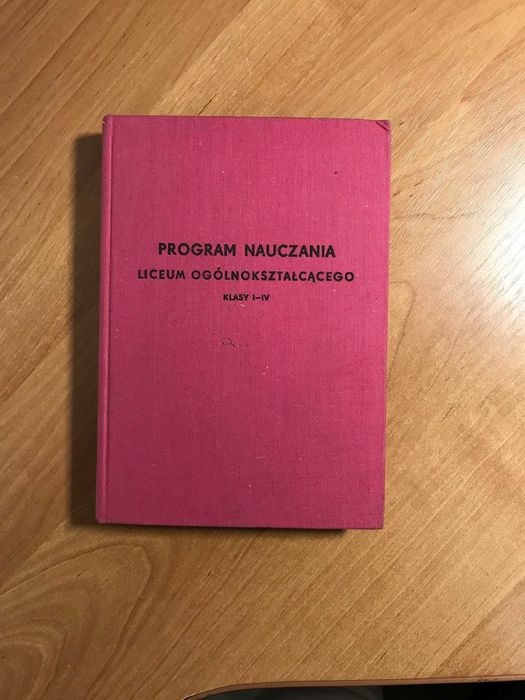 PROGRAM NAUCZANIA
LICEUM OGÓLNOKSZTAŁCĄCEGO
KLASY I–IV